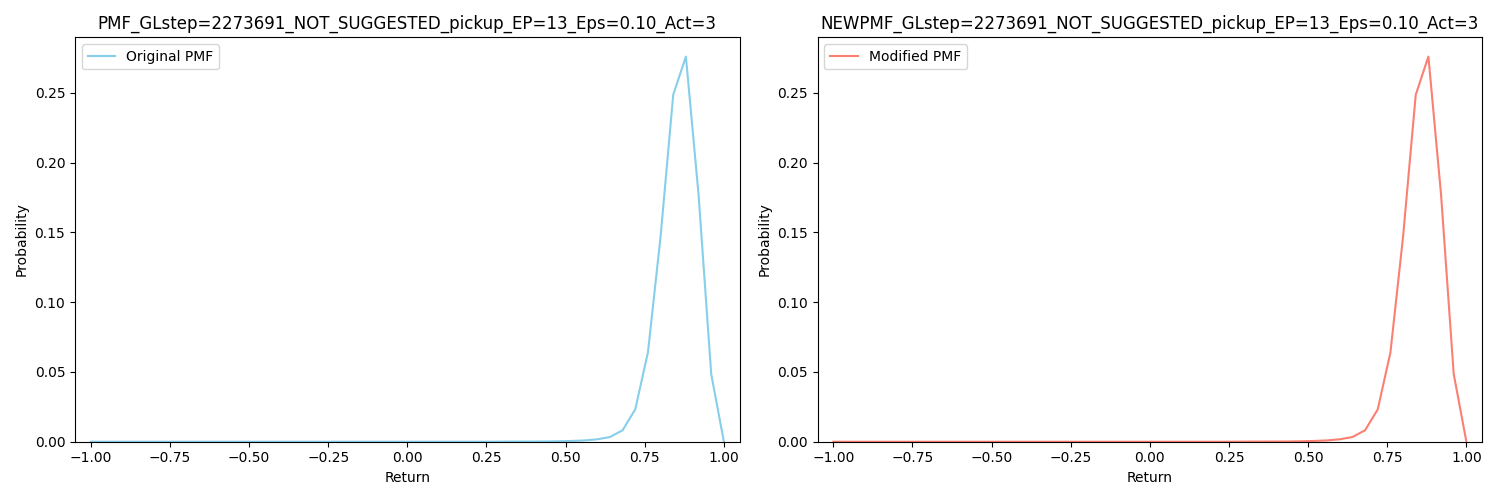 PMF_GLstep=2273691_NOT_SUGGESTED_pickup_EP=13_Eps=0.10_Act=3
Original PMF
Probability
0.25
0.20
0.15
0.10
0.05
0.00
−1.00 −0.75 −0.50 −0.25 0.00 0.25 0.50 0.75 1.00
Return
NEWPMF_GLstep=2273691_NOT_SUGGESTED_pickup_EP=13_Eps=0.10_Act=3
Modified PMF
Probability
0.25
0.20
0.15
0.10
0.05
0.00
−1.00 −0.75 −0.50 −0.25 0.00 0.25 0.50 0.75 1.00
Return